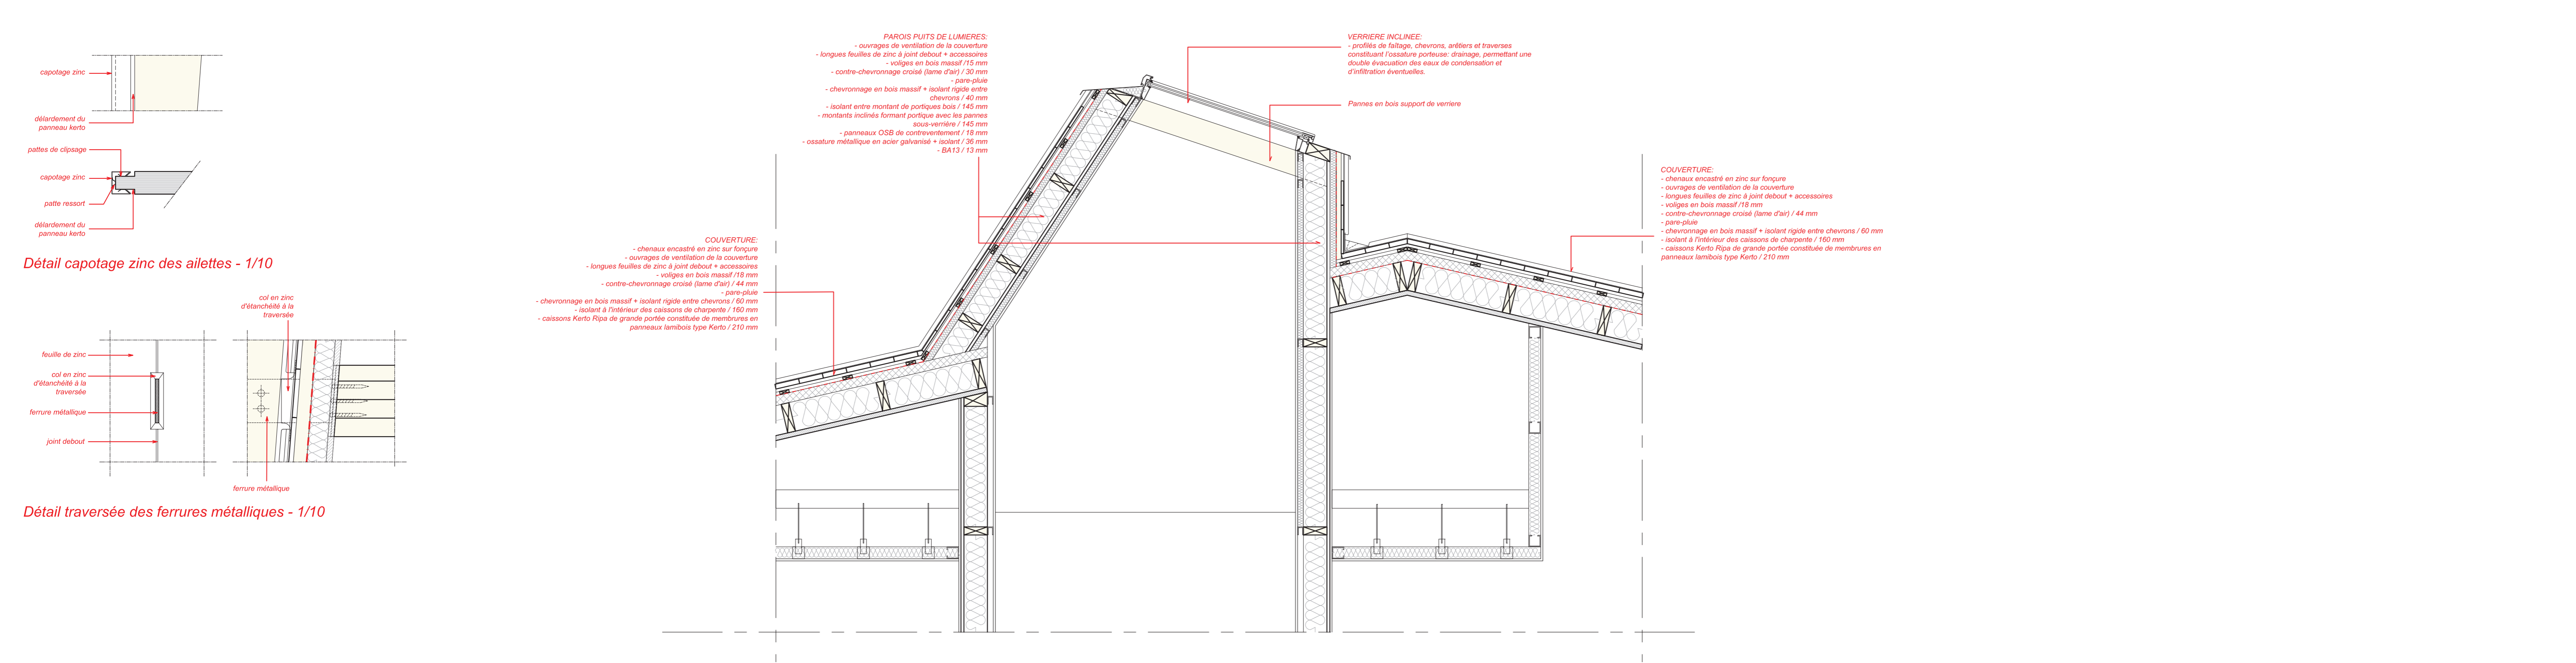 capotage zinc
délardement du
panneau kerto
pattes de clipsage
capotage zinc
patte ressort
délardement du
panneau kerto
Détail capotage zinc des ailettes - 1/10
col en zinc
d'étanchéité à la
traversée
feuille de zinc
col en zinc
d'étanchéité à la
traversée
ferrure métallique
joint debout
ferrure métallique
Détail traversée des ferrures métalliques - 1/10
PAROIS PUITS DE LUMIERES:
- ouvrages de ventilation de la couverture
- longues feuilles de zinc à joint debout + accessoires
- voliges en bois massif /15 mm
- contre-chevronnage croisé (lame d'air) / 30 mm
- pare-pluie
- chevronnage en bois massif + isolant rigide entre
chevrons / 40 mm
- isolant entre montant de portiques bois / 145 mm
- montants inclinés formant portique avec les pannes
sous-verrière / 145 mm
- panneaux OSB de contreventement / 18 mm
- ossature métallique en acier galvanisé + isolant / 36 mm
- BA13 / 13 mm
COUVERTURE:
- chenaux encastré en zinc sur fonçure
- ouvrages de ventilation de la couverture
- longues feuilles de zinc à joint debout + accessoires
- voliges en bois massif /18 mm
- contre-chevronnage croisé (lame d'air) / 44 mm
- pare-pluie
- chevronnage en bois massif + isolant rigide entre chevrons / 60 mm
- isolant à l'intérieur des caissons de charpente / 160 mm
- caissons Kerto Ripa de grande portée constituée de membrures en
panneaux lamibois type Kerto / 210 mm
VERRIERE INCLINEE:
- profilés de faîtage, chevrons, arêtiers et traverses
constituant l'ossature porteuse: drainage, permettant une
double évacuation des eaux de condensation et
d'infiltration éventuelles.
Pannes en bois support de verriere
COUVERTURE:
- chenaux encastré en zinc sur fonçure
- ouvrages de ventilation de la couverture
- longues feuilles de zinc à joint debout + accessoires
- voliges en bois massif /18 mm
- contre-chevronnage croisé (lame d'air) / 44 mm
- pare-pluie
- chevronnage en bois massif + isolant rigide entre chevrons / 60 mm
- isolant à l'intérieur des caissons de charpente / 160 mm
- caissons Kerto Ripa de grande portée constituée de membrures en
panneaux lamibois type Kerto / 210 mm